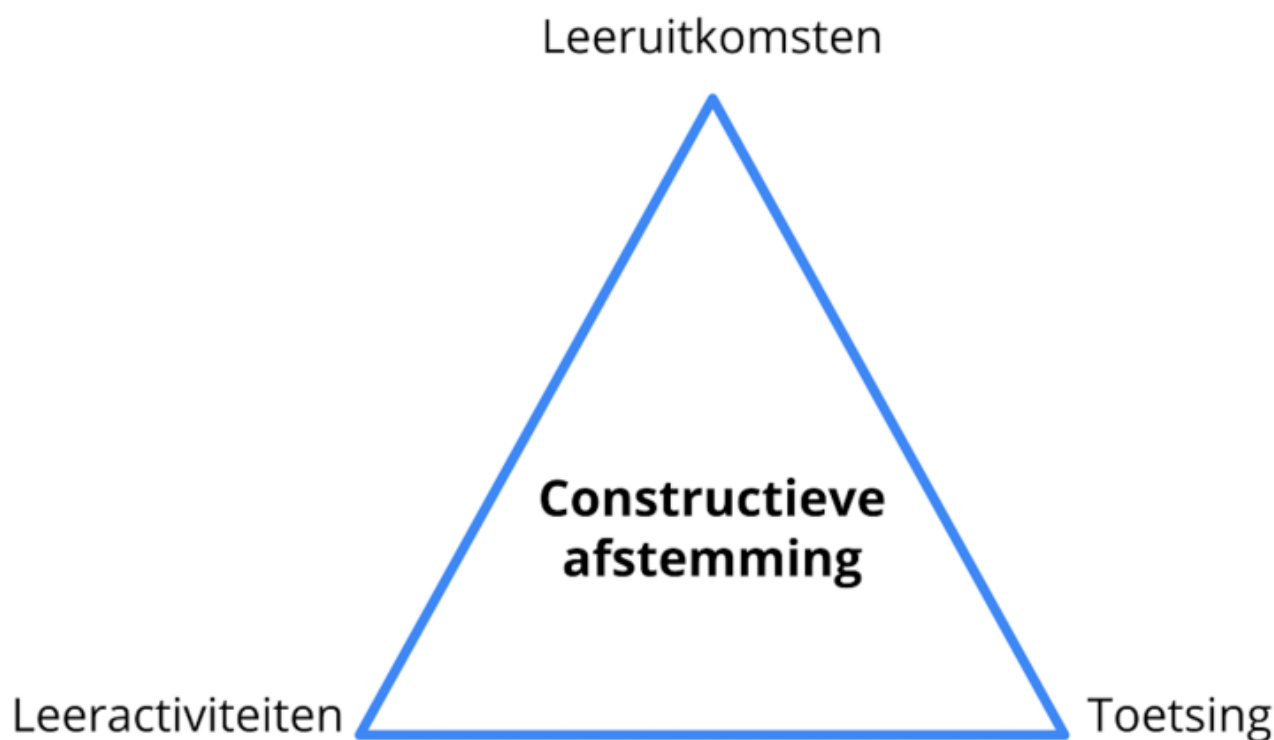 Leeruitkomsten
Constructieve
afstemming
Leeractiviteiten
Toetsing